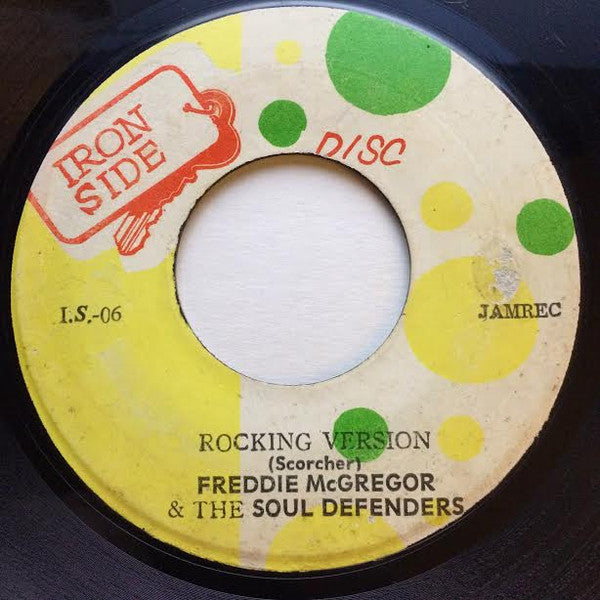 IRON
SIDE
DISC
I.S.-06
JAMREC
ROCKING VERSION
(Scorcher)
FREDDIE McGREGOR
& THE SOUL DEFENDERS